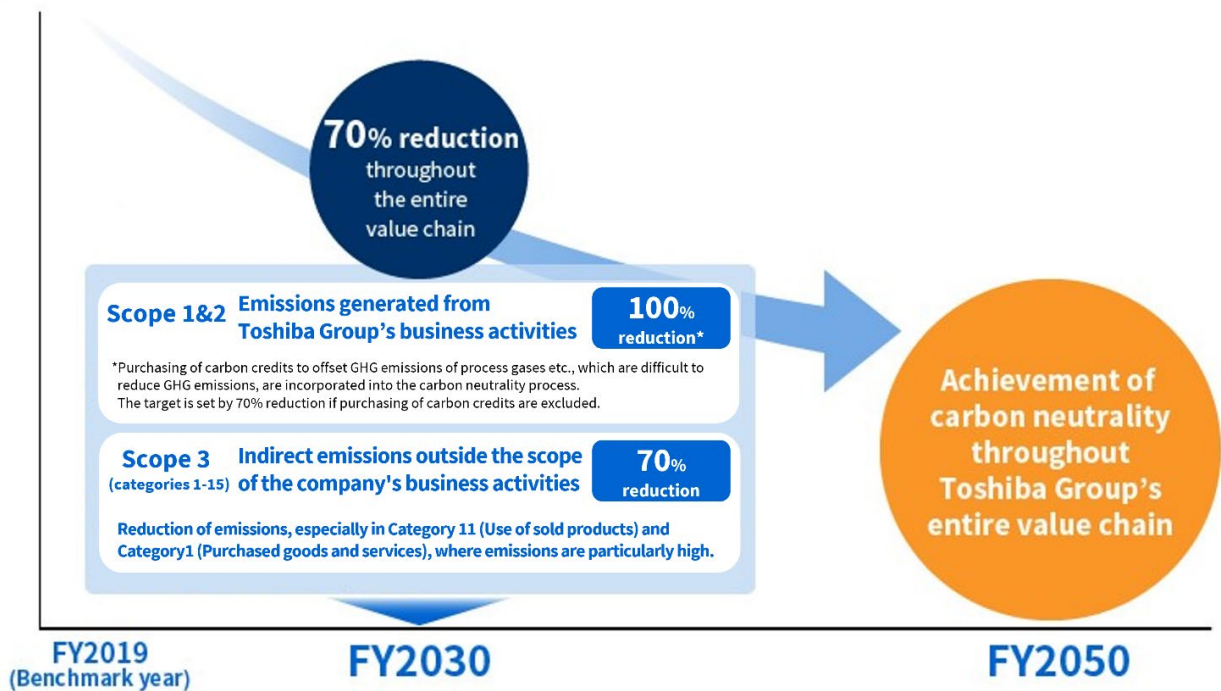 70% reduction
throughout
the entire
value chain
Scope 1&2
Emissions generated from
Toshiba Group's business activities
100%
reduction*
*Purchasing of carbon credits to offset GHG emissions of process gases etc., which are difficult to
reduce GHG emissions, are incorporated into the carbon neutrality process.
The target is set by 70% reduction if purchasing of carbon credits are excluded.
Scope 3
(categories 1-15)
Indirect emissions outside the scope
of the company's business activities
70%
reduction
Reduction of emissions, especially in Category 11 (Use of sold products) and
Category1 (Purchased goods and services), where emissions are particularly high.
Achievement of
carbon neutrality
throughout
Toshiba Group's
entire value chain
FY2019
(Benchmark year)
FY2030
FY2050